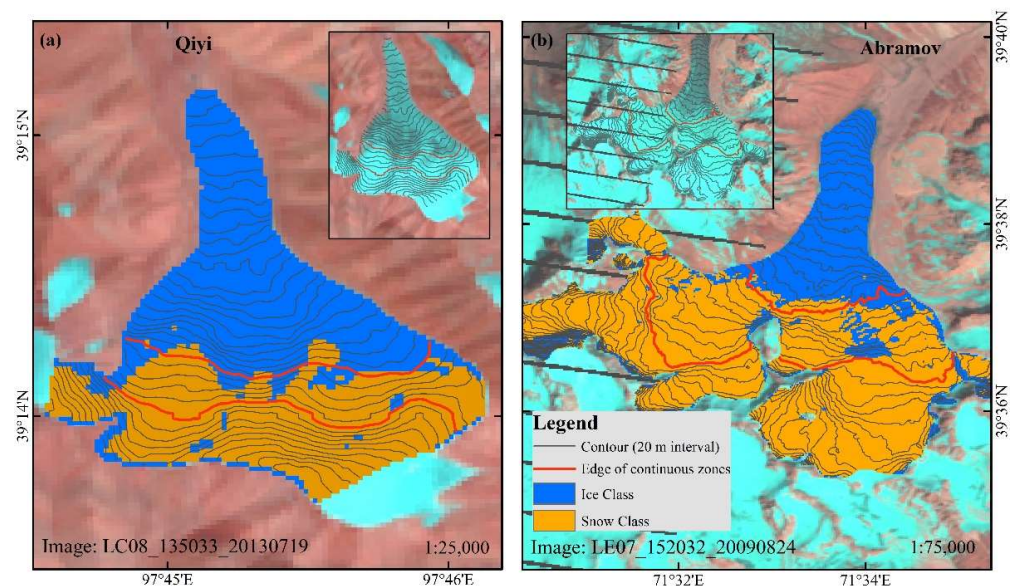 (a)
Qiyi
39°15'N
39°14'N
Image: LC08_135033_20130719
1:25,000
97°45'E
97°46'E
(b)
Abramov
39°40'N
39°38'N
39°36'N
Legend
Contour (20 m interval)
Edge of continuous zoncs
Ice Class
Snow Class
Image: LE07_152032_20090824
1:75,000
71°32'E
71°34'E